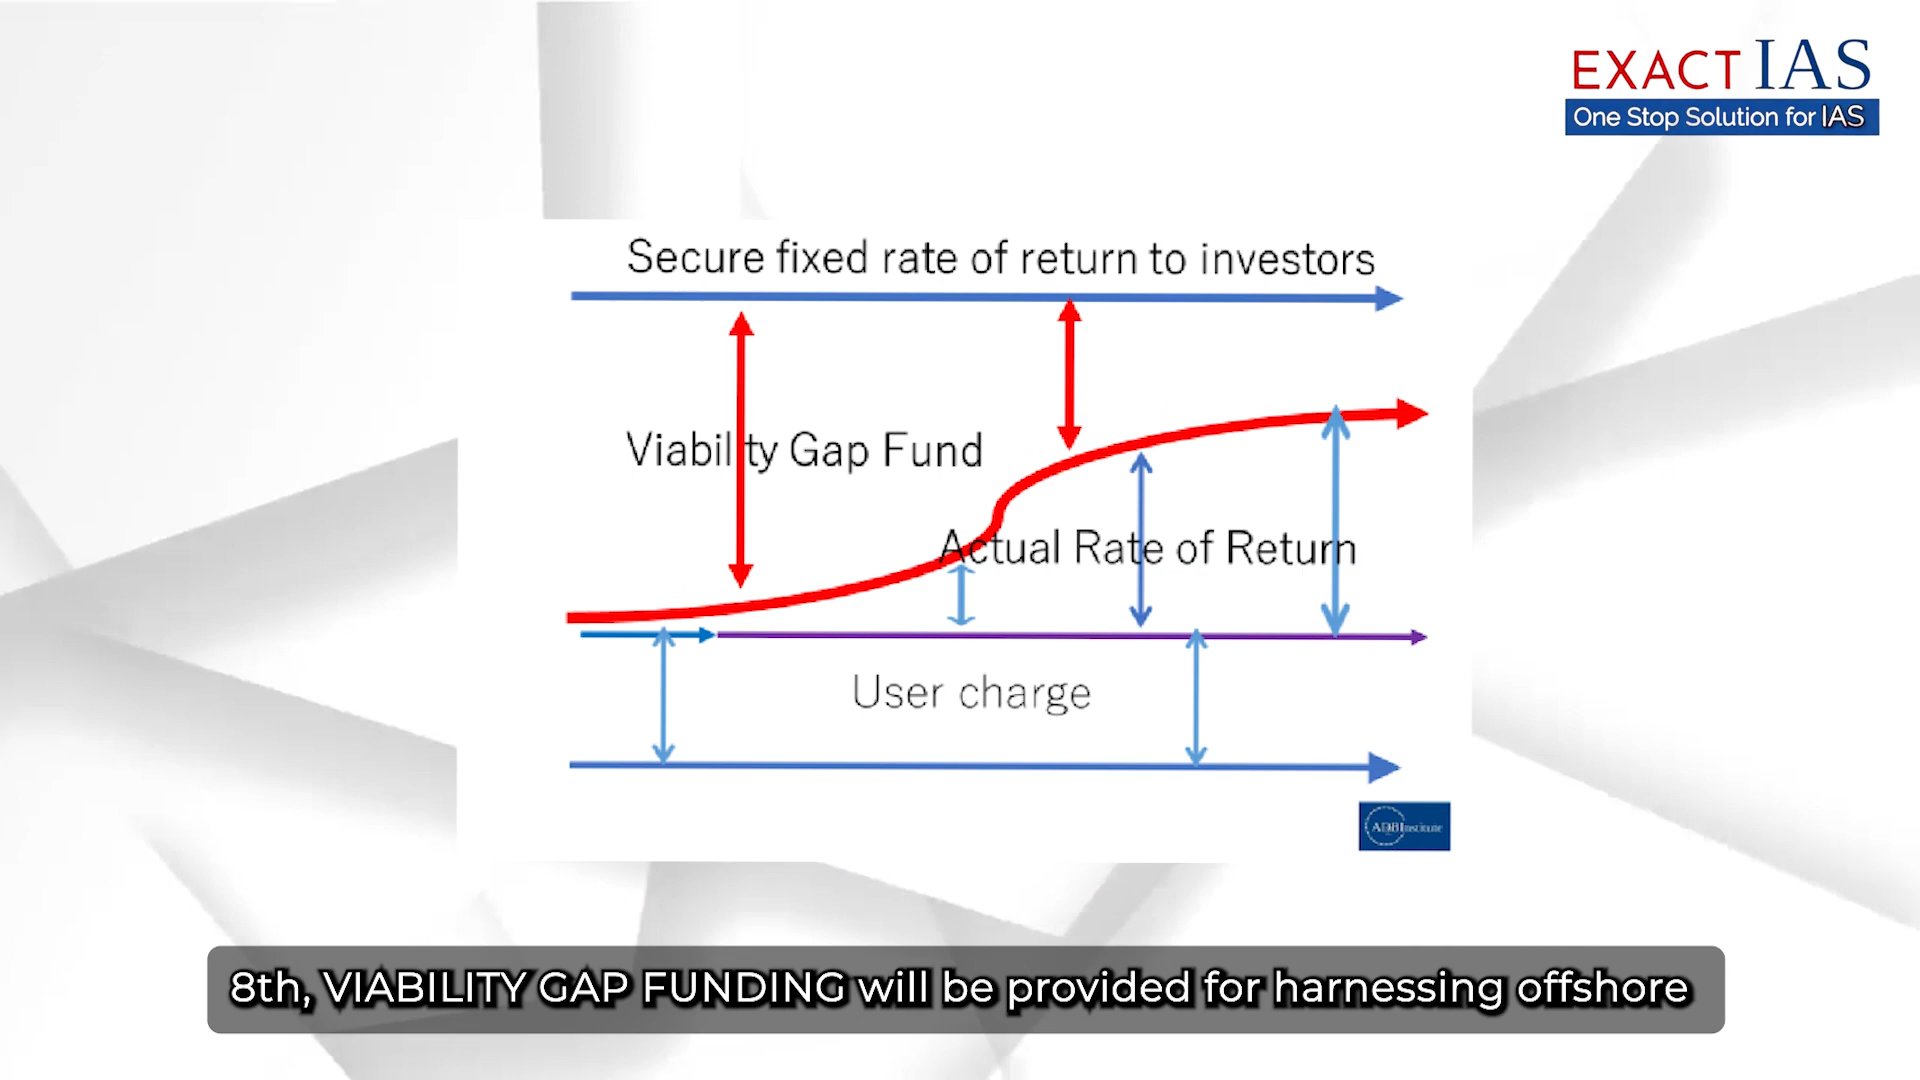 EXACT IAS
One Stop Solution for IAS
Secure fixed rate of return to investors
Viability Gap Fund
Actual Rate of Return
User charge
ADBInstitute
8th, VIABILITY GAP FUNDING will be provided for harnessing offshore